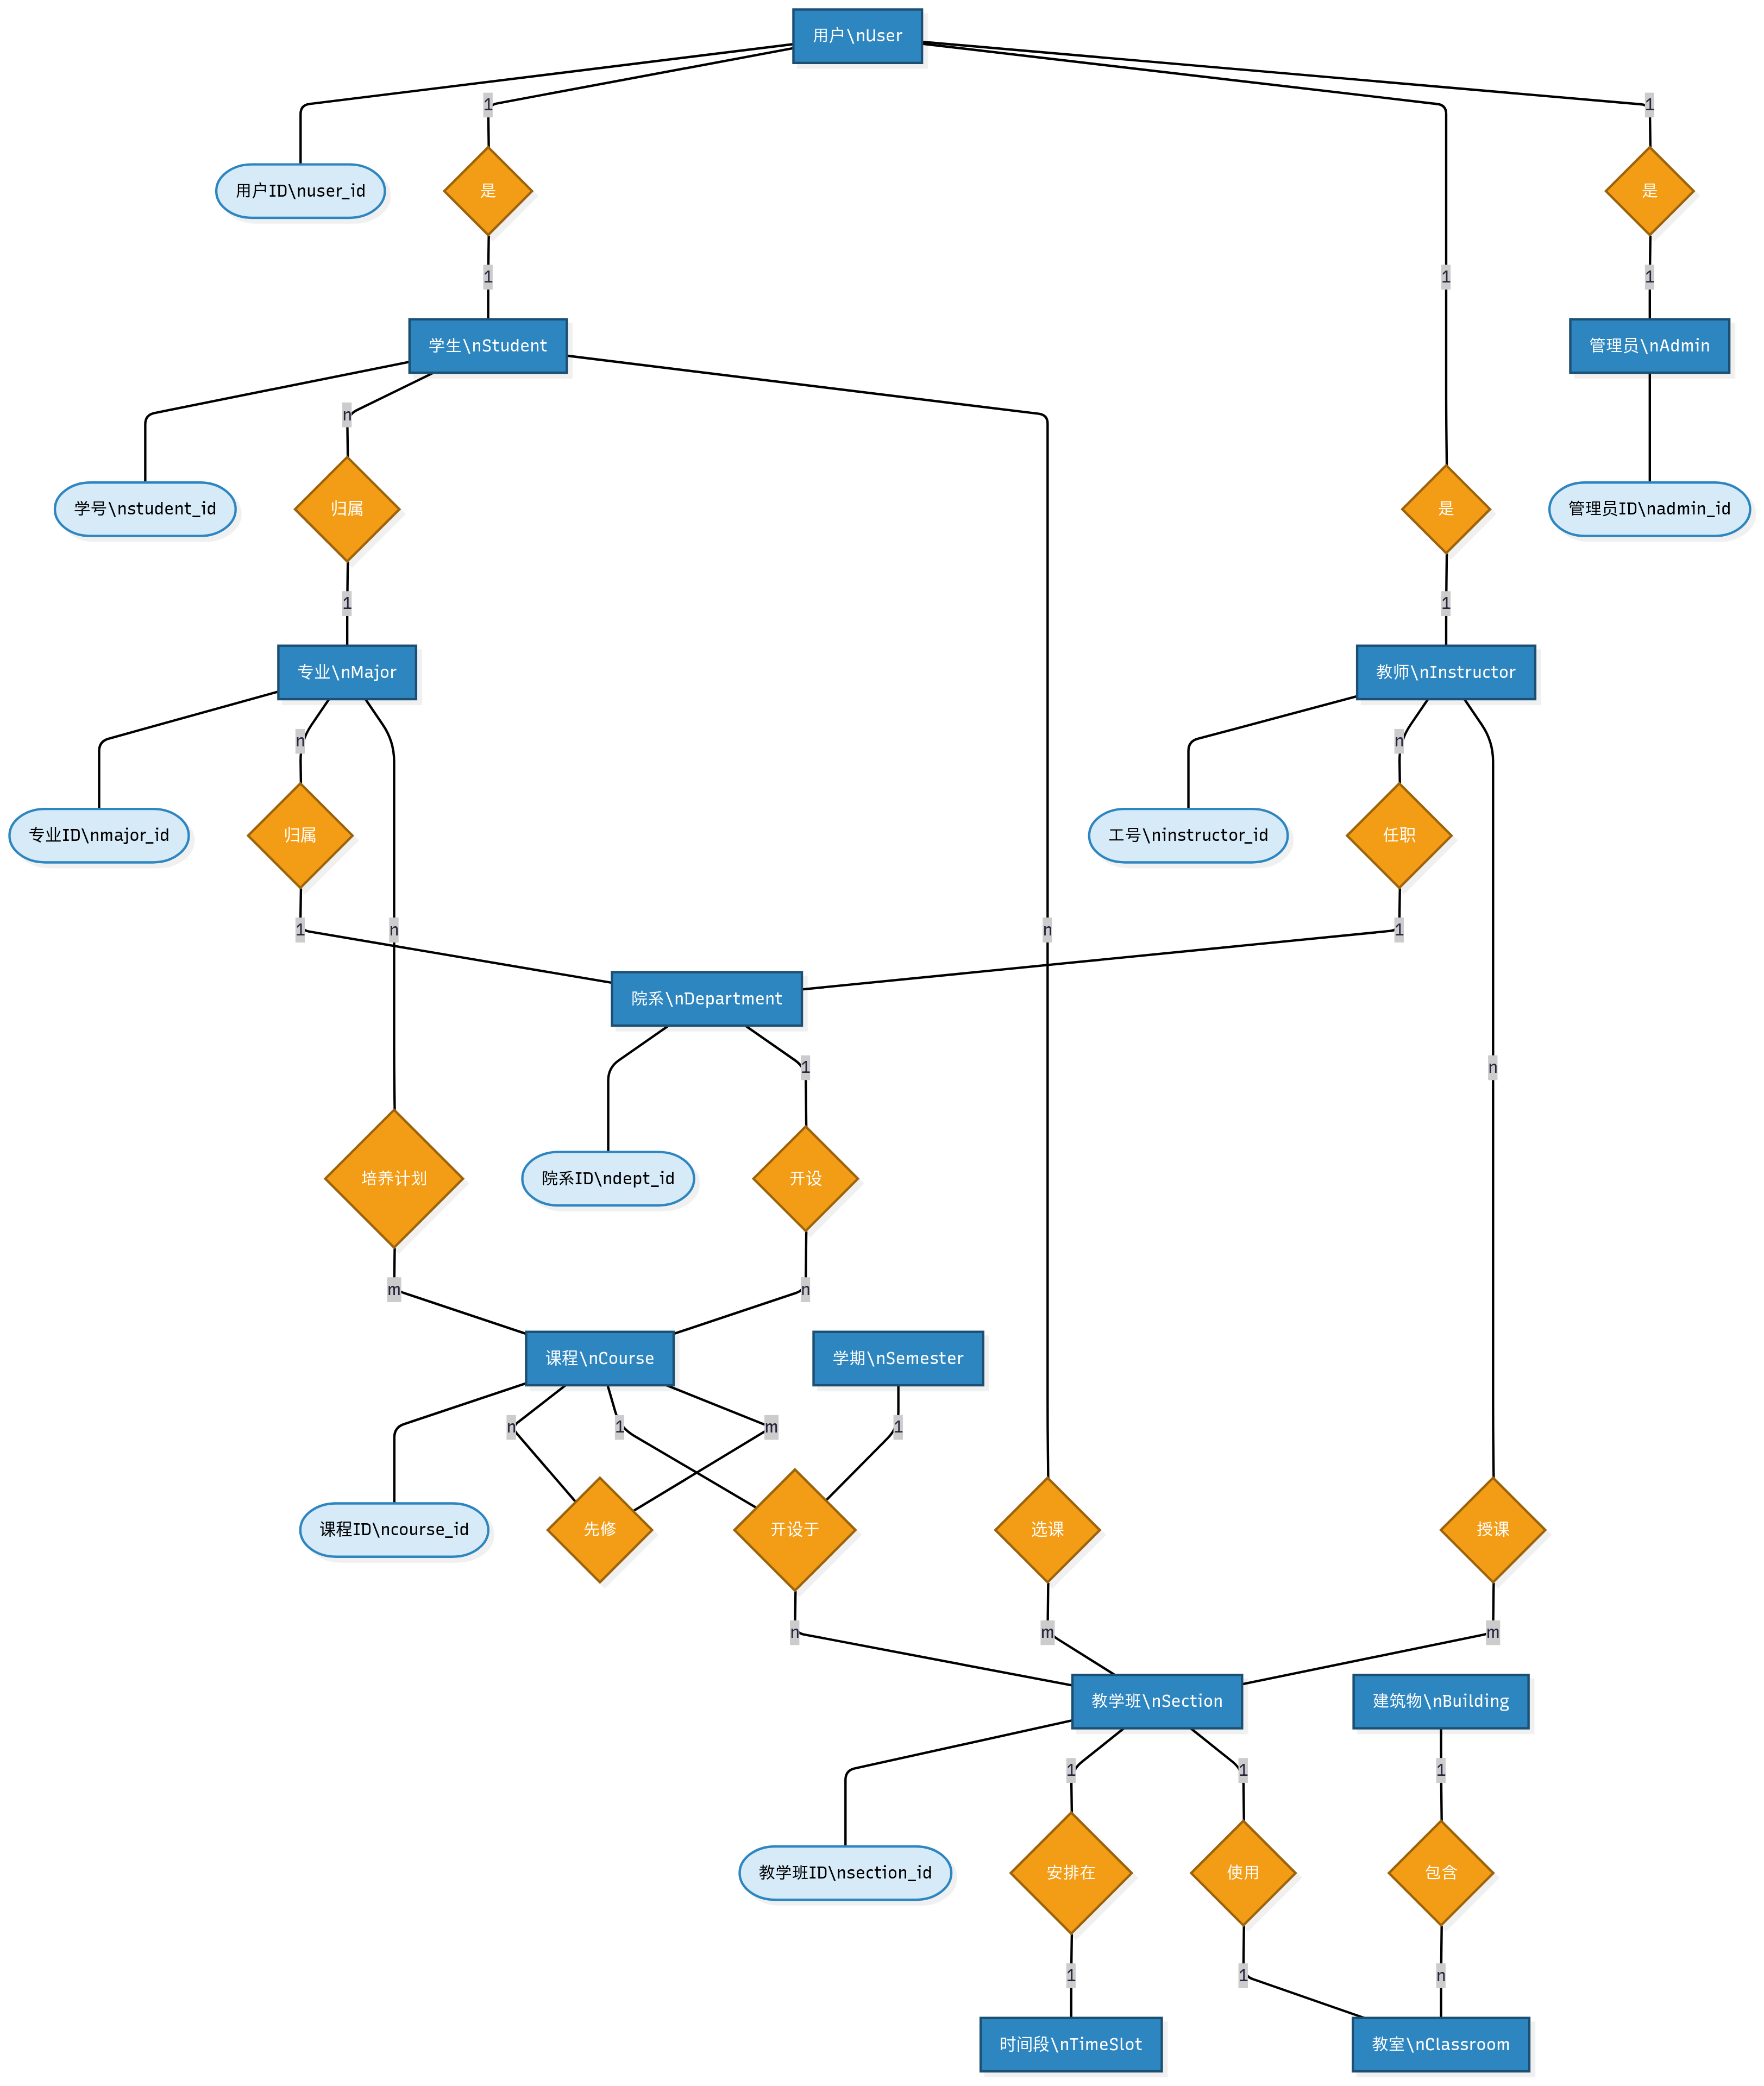 用户\nUser
1
1
用户ID\nuser_id
是
是
1
1
1
学生\nStudent
管理员\nAdmin
n
学号\nstudent_id
归属
是
管理员ID\nadmin_id
1
1
专业\nMajor
教师\nInstructor
n
n
专业ID\nmajor_id
归属
工号\ninstructor_id
任职
1
n
n
1
院系\nDepartment
1
n
培养计划
院系ID\ndept_id
开设
m
n
课程\nCourse
学期\nSemester
n
1
m
1
课程ID\ncourse_id
先修
开设于
选课
授课
n
m
m
教学班\nSection
建筑物\nBuilding
1
1
1
教学班ID\nsection_id
安排在
使用
包含
1
1
n
时间段\nTimeSlot
教室\nClassroom